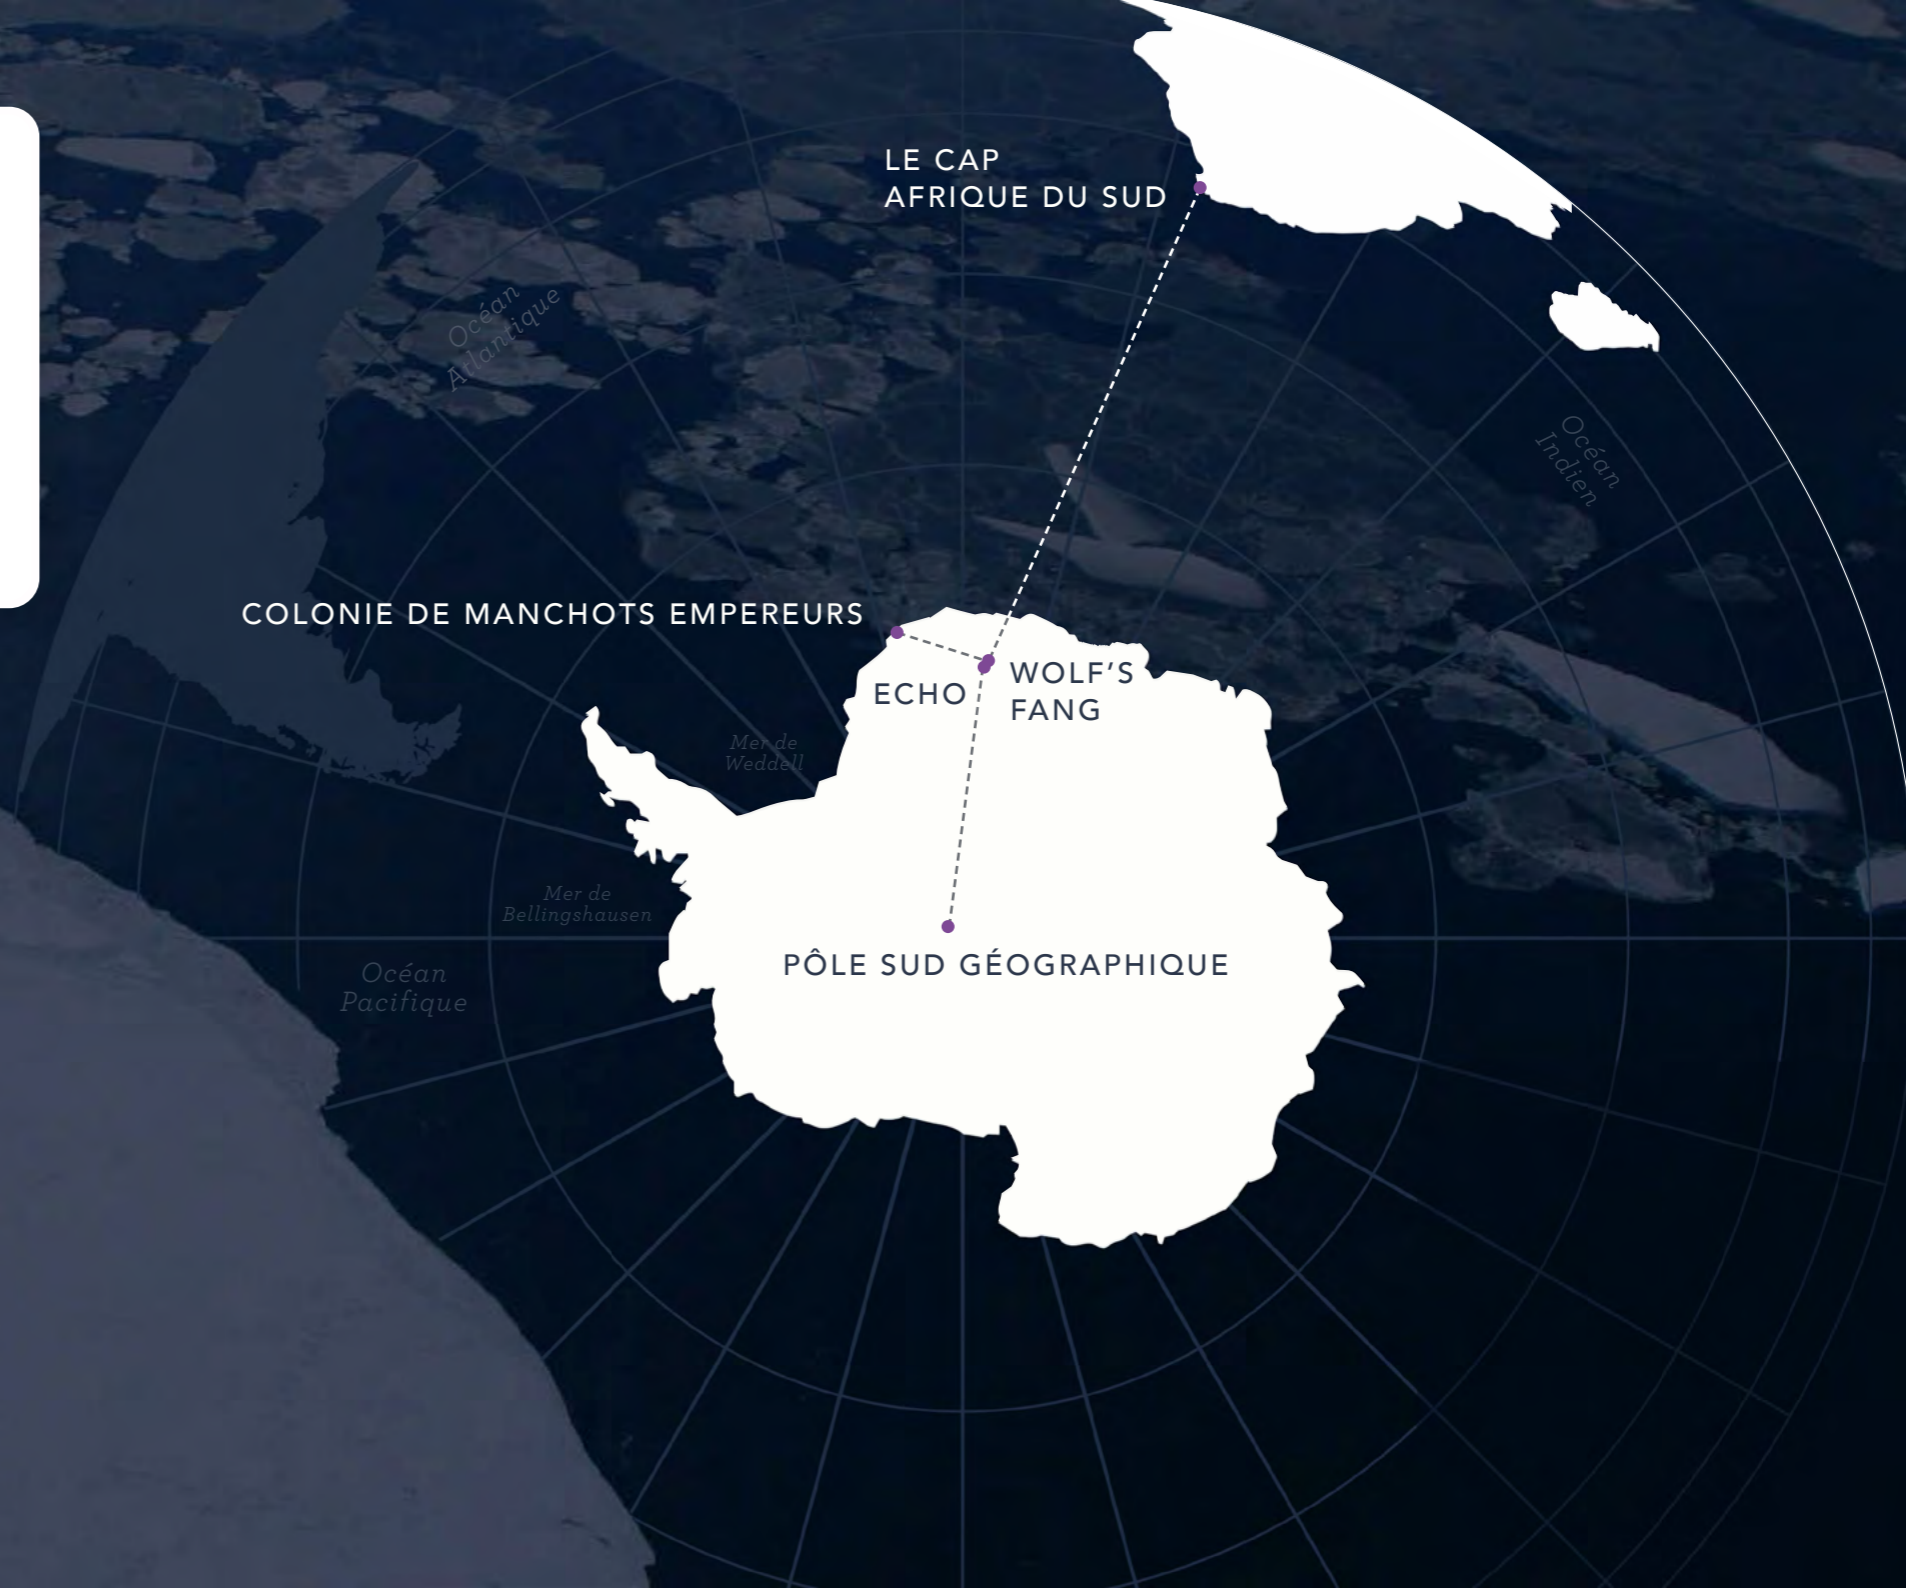 LE CAP
AFRIQUE DU SUD
Océan
Atlantique
Océan
Indien
COLONIE DE MANCHOTS EMPEREURS
WOLF’S
FANG
ECHO
Mer de
Weddell
Mer de
Bellingshausen
PÔLE SUD GÉOGRAPHIQUE
Océan
Pacifique